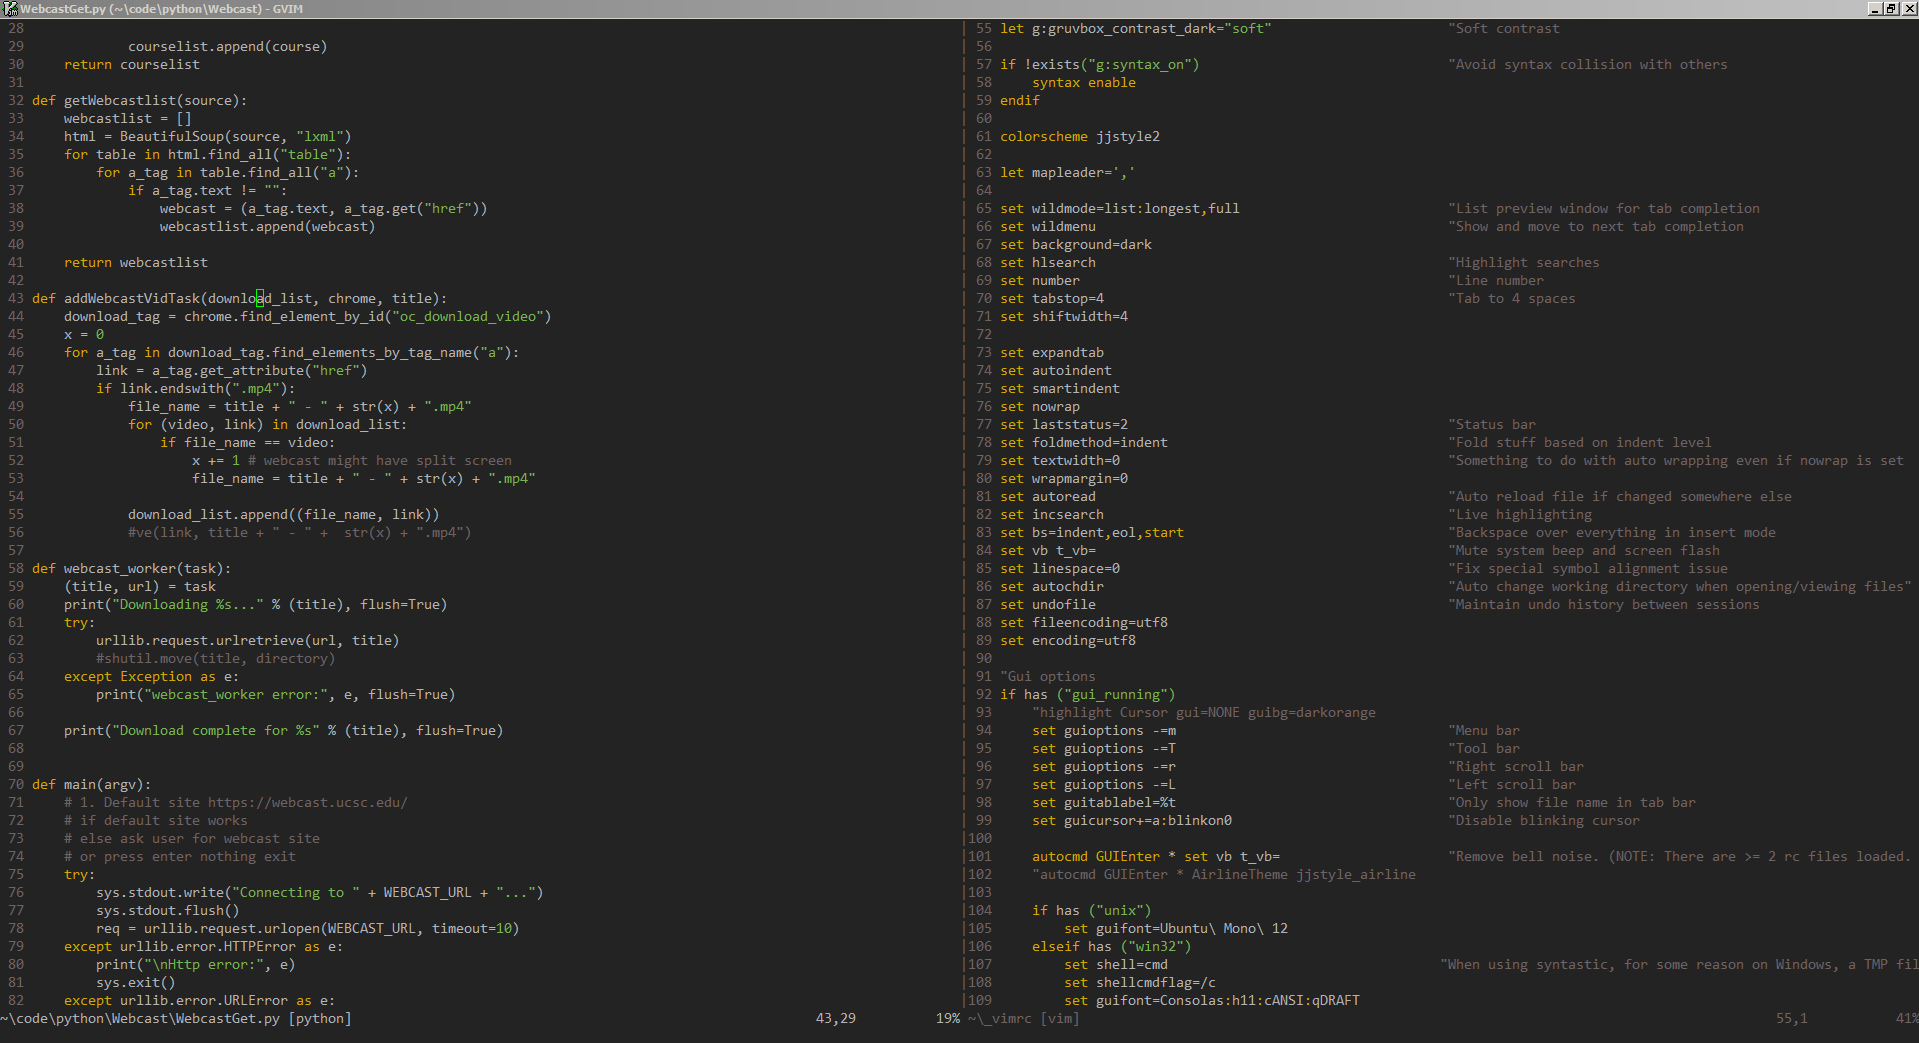 WebcastGet.py (~\code\python\Webcast) - GVIM
28
29             courselist.append(course)
30     return courselist
31
32 def getWebcastlist(source):
33     webcastlist = []
34     html = BeautifulSoup(source, "lxml")
35     for table in html.find_all("table"):
36         for a_tag in table.find_all("a"):
37             if a_tag.text != "":
38                 webcast = (a_tag.text, a_tag.get("href"))
39                 webcastlist.append(webcast)
40
41     return webcastlist
42
43 def addWebcastVidTask(download_list, chrome, title):
44     download_tag = chrome.find_element_by_id("oc_download_video")
45     x = 0
46     for a_tag in download_tag.find_elements_by_tag_name("a"):
47         link = a_tag.get_attribute("href")
48         if link.endswith(".mp4"):
49             file_name = title + " - " + str(x) + ".mp4"
50             for (video, link) in download_list:
51                 if file_name == video:
52                     x += 1 # webcast might have split screen
53                     file_name = title + " - " + str(x) + ".mp4"
54
55             download_list.append((file_name, link))
56             #ve(link, title + " - " +  str(x) + ".mp4")
57
58 def webcast_worker(task):
59     (title, url) = task
60     print("Downloading %s..." % (title), flush=True)
61     try:
62         urllib.request.urlretrieve(url, title)
63         #shutil.move(title, directory)
64     except Exception as e:
65         print("webcast_worker error:", e, flush=True)
66
67     print("Download complete for %s" % (title), flush=True)
68
69
70 def main(argv):
71     # 1. Default site https://webcast.ucsc.edu/
72     # if default site works
73     # else ask user for webcast site
74     # or press enter nothing exit
75     try:
76         sys.stdout.write("Connecting to " + WEBCAST_URL + "...")
77         sys.stdout.flush()
78         req = urllib.request.urlopen(WEBCAST_URL, timeout=10)
79     except urllib.error.HTTPError as e:
80         print("\nHttp error:", e)
81         sys.exit()
82     except urllib.error.URLError as e:
~\code\python\Webcast\WebcastGet.py [python] 43,29 19%
55 let g:gruvbox_contrast_dark="soft" "Soft contrast
56
57 if !exists("g:syntax_on") "Avoid syntax collision with others
58     syntax enable
59 endif
60
61 colorscheme jjstyle2
62
63 let mapleader=','
64
65 set wildmode=list:longest,full "List preview window for tab completion
66 set wildmenu "Show and move to next tab completion
67 set background=dark
68 set hlsearch "Highlight searches
69 set number "Line number
70 set tabstop=4 "Tab to 4 spaces
71 set shiftwidth=4
72
73 set expandtab
74 set autoindent
75 set smartindent
76 set nowrap
77 set laststatus=2 "Status bar
78 set foldmethod=indent "Fold stuff based on indent level
79 set textwidth=0 "Something to do with auto wrapping even if nowrap is set
80 set wrapmargin=0
81 set autoread "Auto reload file if changed somewhere else
82 set incsearch "Live highlighting
83 set bs=indent,eol,start "Backspace over everything in insert mode
84 set vb t_vb= "Mute system beep and screen flash
85 set linespace=0 "Fix special symbol alignment issue
86 set autochdir "Auto change working directory when opening/viewing files"
87 set undofile "Maintain undo history between sessions
88 set fileencoding=utf8
89 set encoding=utf8
90
91 "Gui options
92 if has ("gui_running")
93     "highlight Cursor gui=NONE guibg=darkorange
94     set guioptions -=m "Menu bar
95     set guioptions -=T "Tool bar
96     set guioptions -=r "Right scroll bar
97     set guioptions -=L "Left scroll bar
98     set guitablabel=%t "Only show file name in tab bar
99     set guicursor+=a:blinkon0 "Disable blinking cursor
100
101     autocmd GUIEnter * set vb t_vb= "Remove bell noise. (NOTE: There are >= 2 rc files loaded.
102     "autocmd GUIEnter * AirlineTheme jjstyle_airline
103
104     if has ("unix")
105         set guifont=Ubuntu\ Mono\ 12
106     elseif has ("win32")
107         set shell=cmd "When using syntastic, for some reason on Windows, a TMP fil
108         set shellcmdflag=/c
109         set guifont=Consolas:h11:cANSI:qDRAFT
~\_vimrc [vim] 55,1 41%